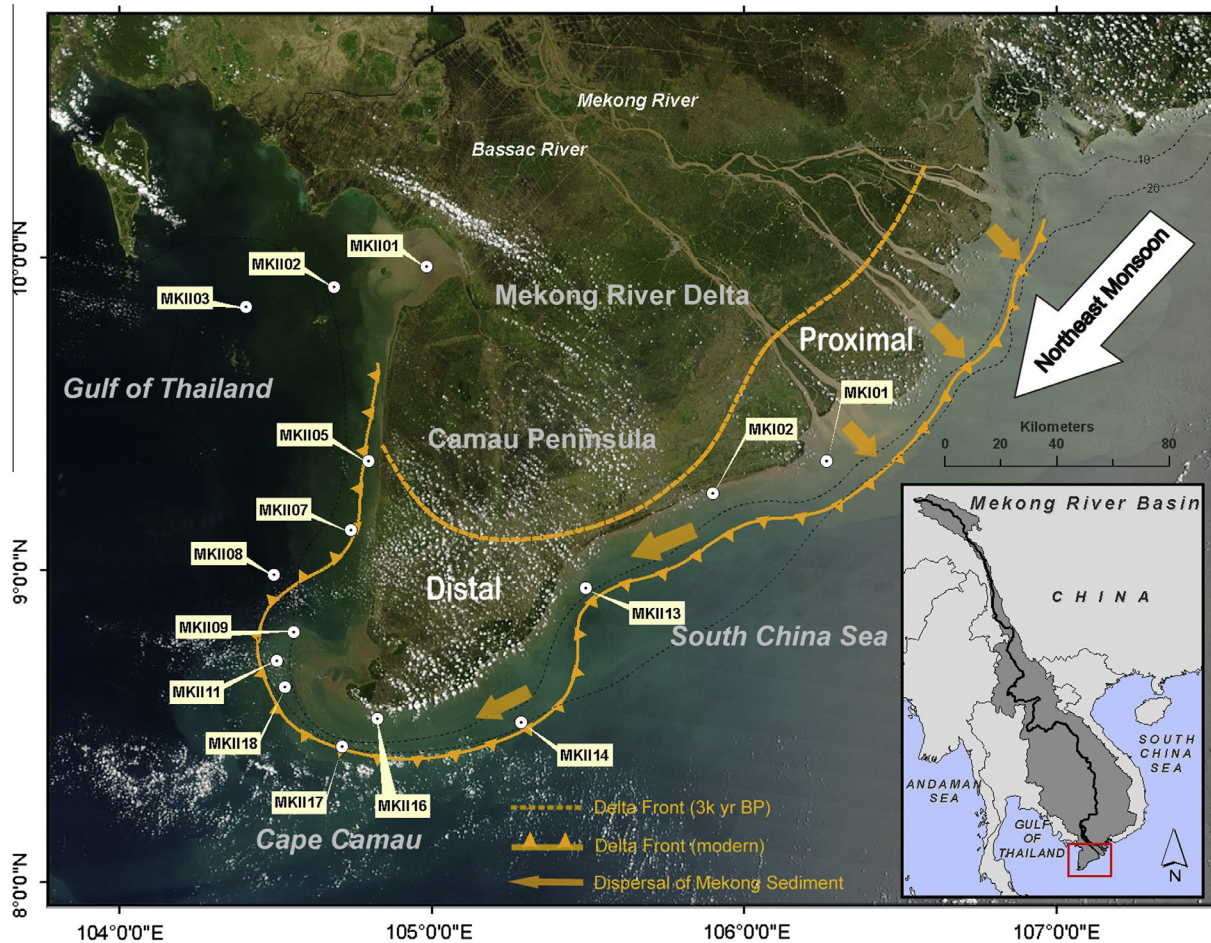 Mekong River
Bassac River
10
20
10°0'0"N
MKII01
MKII02
MKII03
Mekong River Delta
Northeast Monsoon
Proximal
Gulf of Thailand
MKI01
MKII05
Camau Peninsula
MKI02
Kilometers
0 20 40 80
MKII07
Mekong River Basin
9°0'0"N
MKII08
Distal
MKII13
CHINA
MKII09
South China Sea
MKII11
MKII18
MKII14
SOUTH
CHINA
SEA
ANDAMAN
SEA
MKII17
MKII16
GULF
OF
THAILAND
Cape Camau
Delta Front (3k yr BP)
Delta Front (modern)
Dispersal of Mekong Sediment
N
8°0'0"N
104°0'0"E
105°0'0"E
106°0'0"E
107°0'0"E